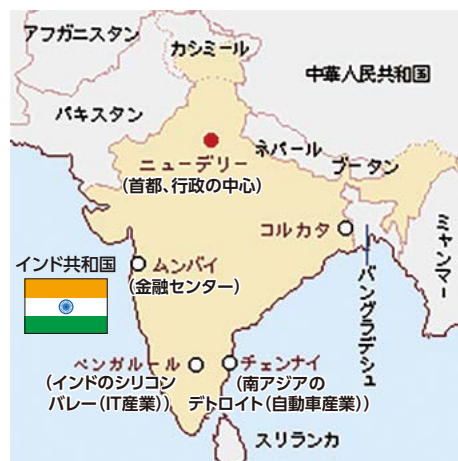 アフガニスタン
カシミール
中華人民共和国
パキスタン
ネパール
ブータン
ニューデリー
(首都、行政の中心)
コルカタ
ミャンマー
インド共和国
ムンバイ
(金融センター)
バングラデシュ
ベンガルール
(インドのシリコン
バレー(IT産業))
チェンナイ
(南アジアの
デトロイト(自動車産業))
スリランカ